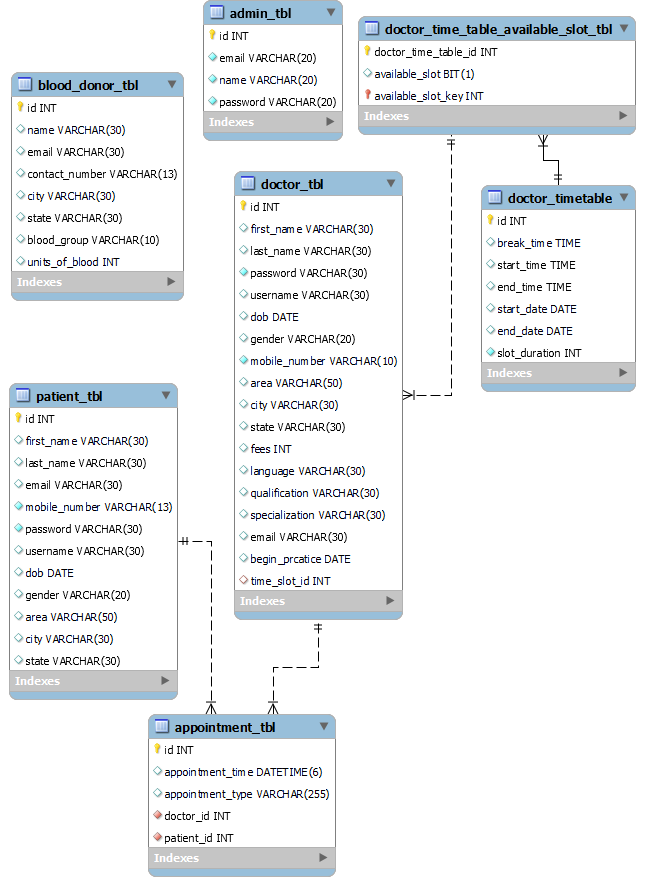 admin_tbl
id INT
email VARCHAR(20)
name VARCHAR(20)
password VARCHAR(20)
Indexes
doctor_time_table_available_slot_tbl
doctor_time_table_id INT
available_slot BIT(1)
available_slot_key INT
Indexes
blood_donor_tbl
id INT
name VARCHAR(30)
email VARCHAR(30)
contact_number VARCHAR(13)
city VARCHAR(30)
state VARCHAR(30)
blood_group VARCHAR(10)
units_of_blood INT
Indexes
doctor_tbl
id INT
first_name VARCHAR(30)
last_name VARCHAR(30)
password VARCHAR(30)
username VARCHAR(30)
dob DATE
gender VARCHAR(20)
mobile_number VARCHAR(10)
area VARCHAR(50)
city VARCHAR(30)
state VARCHAR(30)
fees INT
language VARCHAR(30)
qualification VARCHAR(30)
specialization VARCHAR(30)
email VARCHAR(30)
begin_prcatice DATE
time_slot_id INT
Indexes
doctor_timetable
id INT
break_time TIME
start_time TIME
end_time TIME
start_date DATE
end_date DATE
slot_duration INT
Indexes
patient_tbl
id INT
first_name VARCHAR(30)
last_name VARCHAR(30)
email VARCHAR(30)
mobile_number VARCHAR(13)
password VARCHAR(30)
username VARCHAR(30)
dob DATE
gender VARCHAR(20)
area VARCHAR(50)
city VARCHAR(30)
state VARCHAR(30)
Indexes
appointment_tbl
id INT
appointment_time DATETIME(6)
appointment_type VARCHAR(255)
doctor_id INT
patient_id INT
Indexes